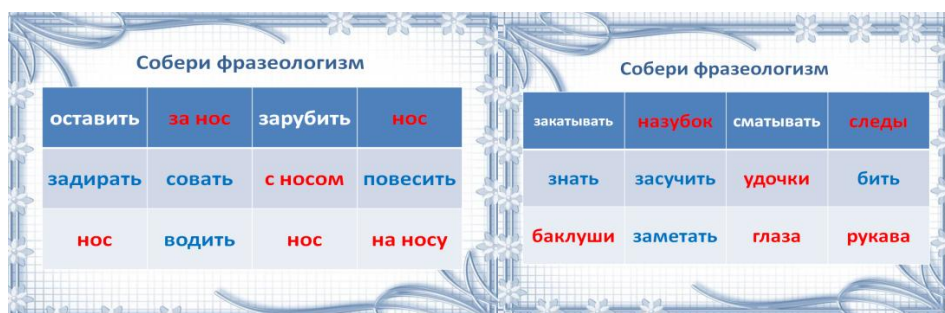 Собери фразеологизм
оставить за нос зарубить нос
задирать совать с носом повесить
нос водить нос на носу
Собери фразеологизм
закатывать назубок сматывать следы
знать засучить удочки бить
баклуши заметать глаза рукава